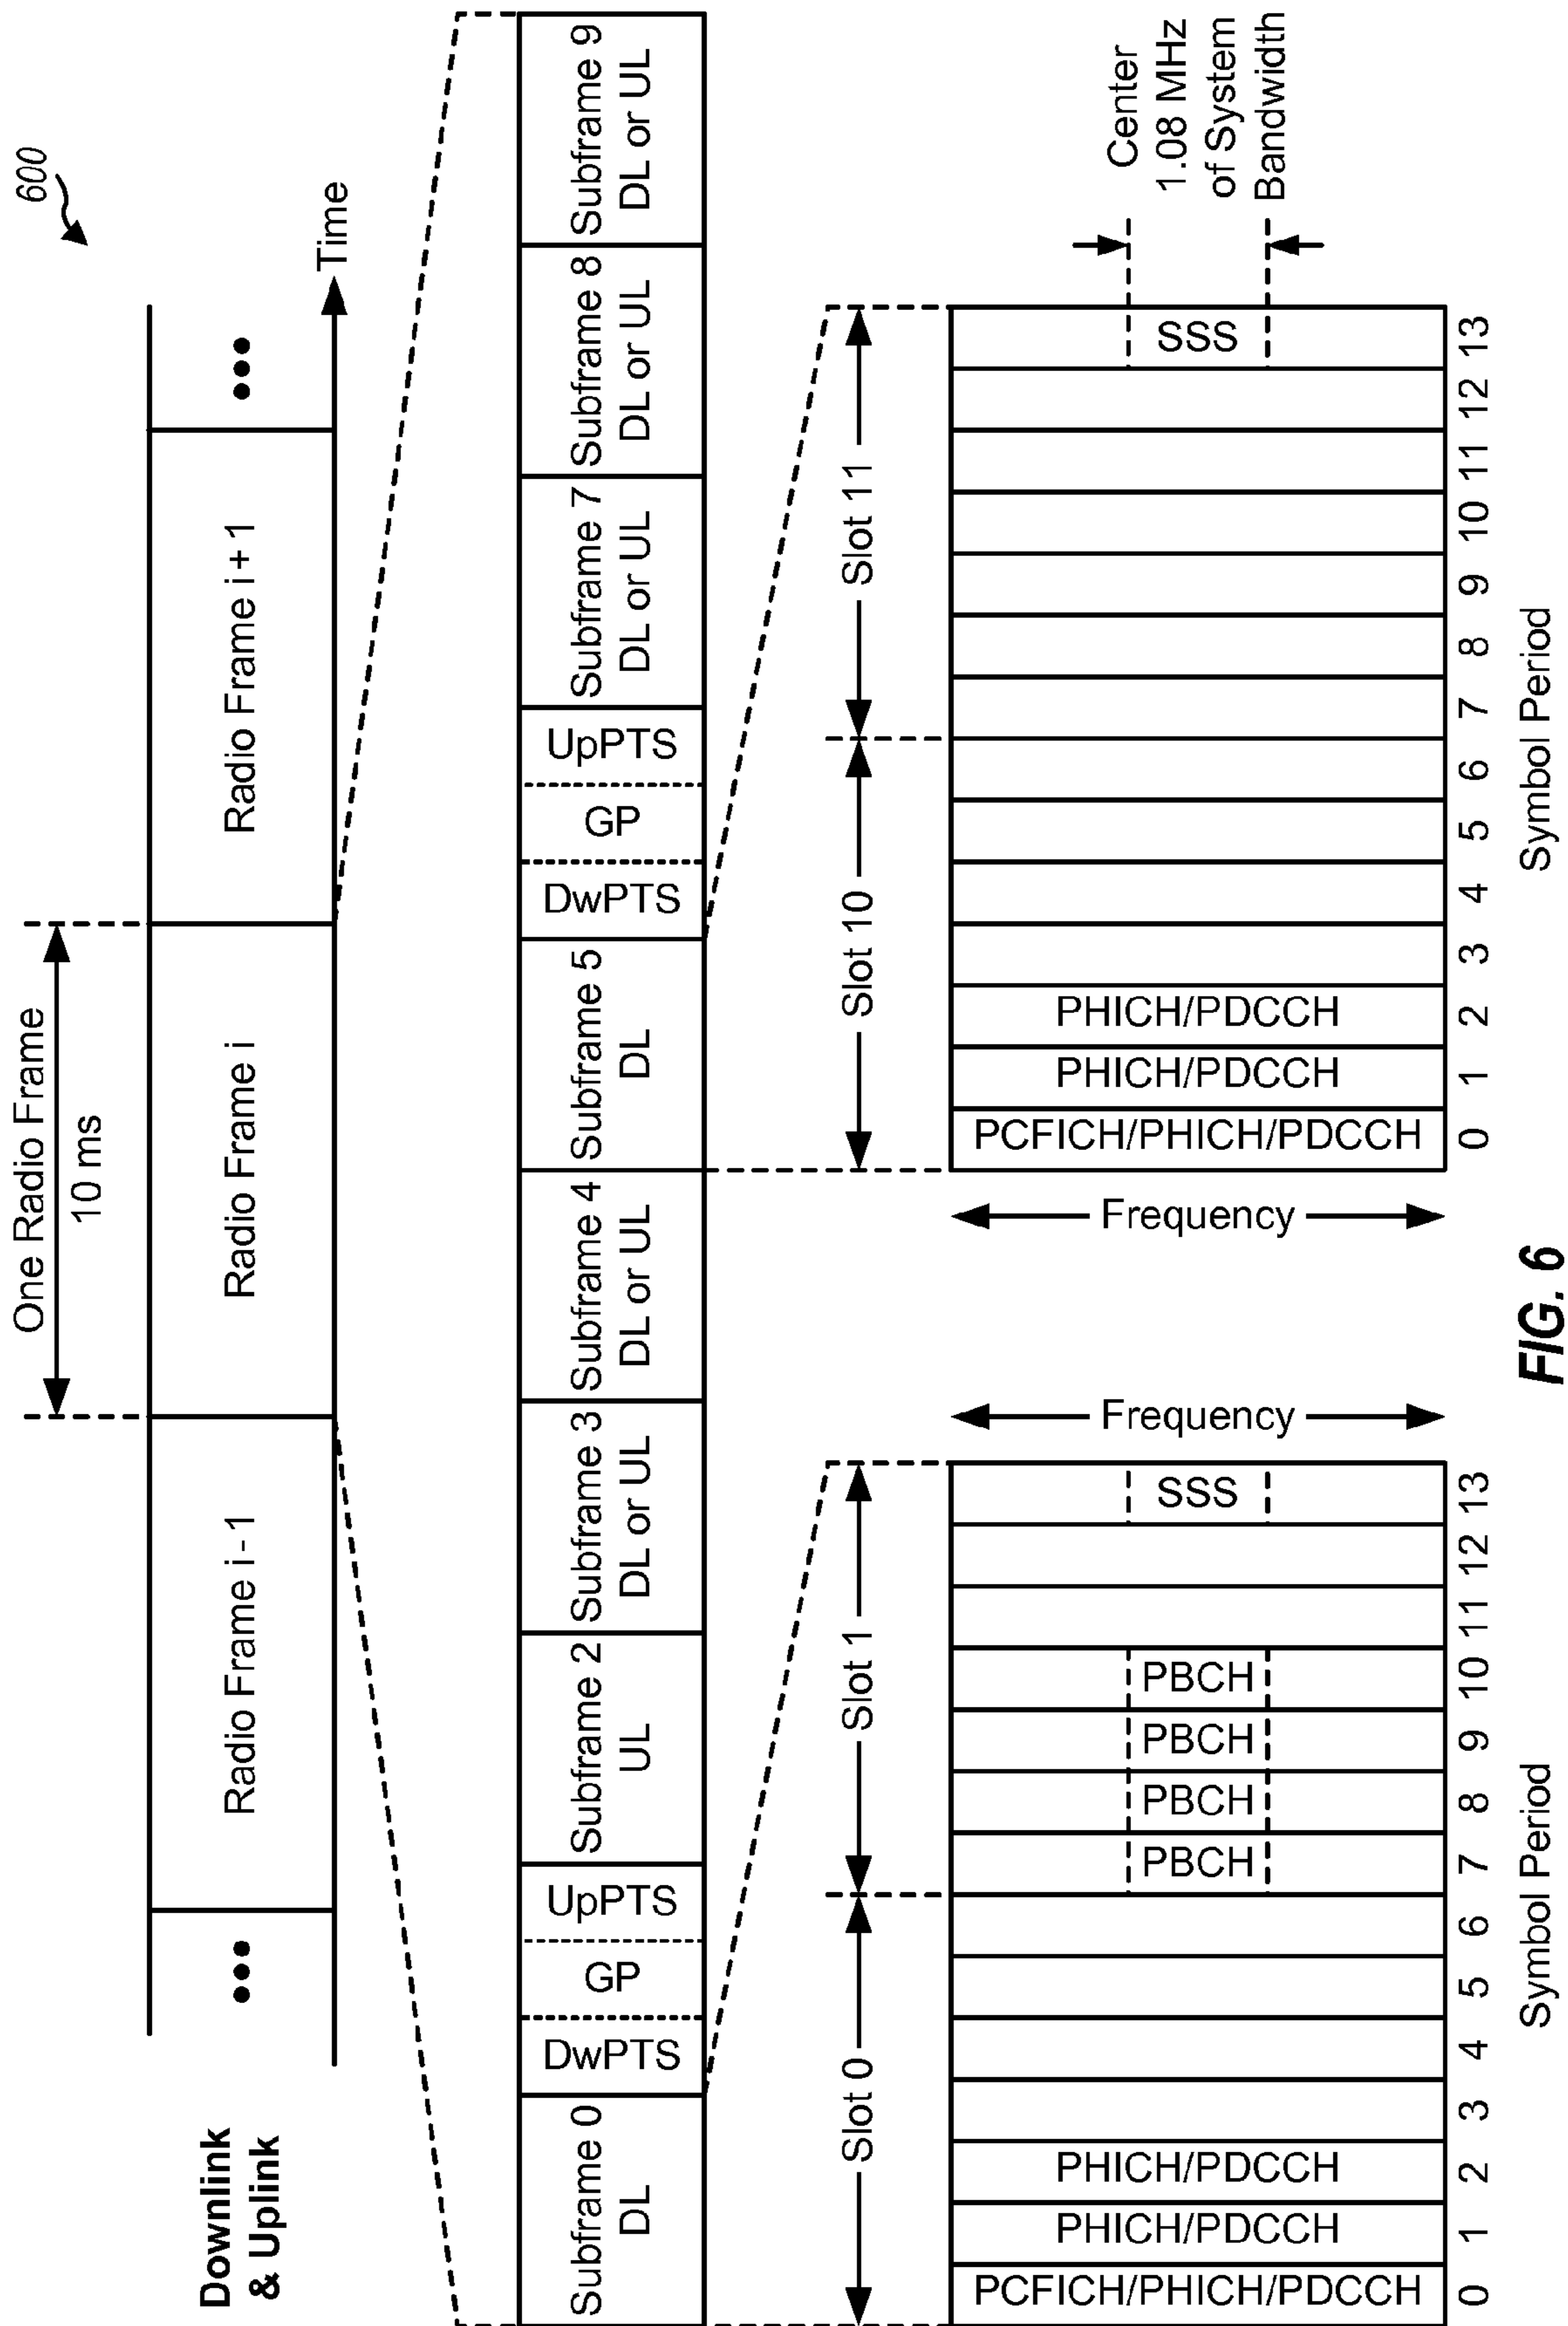 600
One Radio Frame
10 ms
Downlink
& Uplink
•••
Radio Frame i - 1
Radio Frame i
Radio Frame i + 1
•••
Time
Subframe 0
DL
DwPTS
GP
UpPTS
Subframe 2
UL
Subframe 3
DL or UL
Subframe 4
DL or UL
Subframe 5
DL
DwPTS
GP
UpPTS
Subframe 7
DL or UL
Subframe 8
DL or UL
Subframe 9
DL or UL
Slot 0
Slot 1
PCFICH/PHICH/PDCCH
PHICH/PDCCH
PHICH/PDCCH
PBCH
PBCH
PBCH
PBCH
SSS
Frequency
0 1 2 3 4 5 6 7 8 9 10 11 12 13
Symbol Period
Slot 10
Slot 11
Frequency
PCFICH/PHICH/PDCCH
PHICH/PDCCH
PHICH/PDCCH
SSS
Center
1.08 MHz
of System
Bandwidth
0 1 2 3 4 5 6 7 8 9 10 11 12 13
Symbol Period
FIG. 6